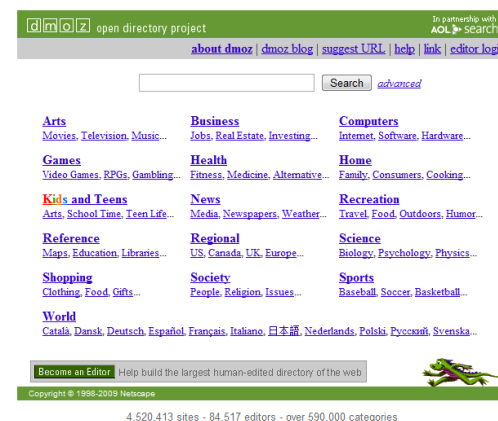 dmoz open directory project
In partnership with
AOL Search
about dmoz | dmoz blog | suggest URL | help | link | editor logi
Search advanced
Arts
Movies, Television, Music...
Business
Jobs, Real Estate, Investing...
Computers
Internet, Software, Hardware...
Games
Video Games, RPGs, Gambling...
Health
Fitness, Medicine, Alternative...
Home
Family, Consumers, Cooking...
Kids and Teens
Arts, School Time, Teen Life...
News
Media, Newspapers, Weather...
Recreation
Travel, Food, Outdoors, Humor...
Reference
Maps, Education, Libraries...
Regional
US, Canada, UK, Europe...
Science
Biology, Psychology, Physics...
Shopping
Clothing, Food, Gifts...
Society
People, Religion, Issues...
Sports
Baseball, Soccer, Basketball...
World
Català, Dansk, Deutsch, Español, Français, Italiano, 日本語, Nederlands, Polski, Русский, Svenska...
Become an Editor Help build the largest human-edited directory of the web
Copyright © 1998-2009 Netscape
4.520.413 sites - 84.517 editors - over 590.000 categories